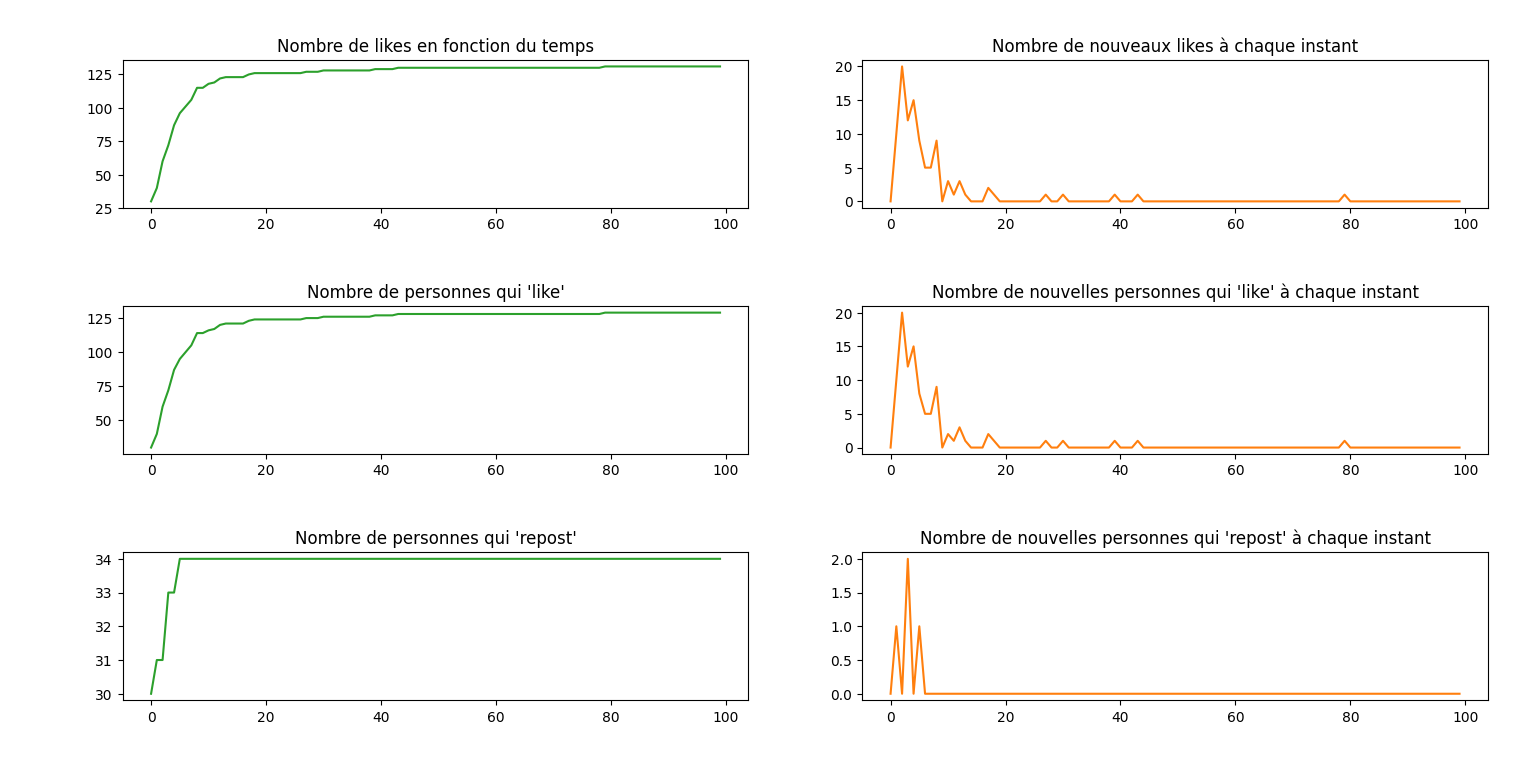 Nombre de likes en fonction du temps
125
100
75
50
25
0 20 40 60 80 100
Nombre de nouveaux likes à chaque instant
20
15
10
5
0
0 20 40 60 80 100
Nombre de personnes qui 'like'
125
100
75
50
0 20 40 60 80 100
Nombre de nouvelles personnes qui 'like' à chaque instant
20
15
10
5
0
0 20 40 60 80 100
Nombre de personnes qui 'repost'
34
33
32
31
30
0 20 40 60 80 100
Nombre de nouvelles personnes qui 'repost' à chaque instant
2.0
1.5
1.0
0.5
0.0
0 20 40 60 80 100